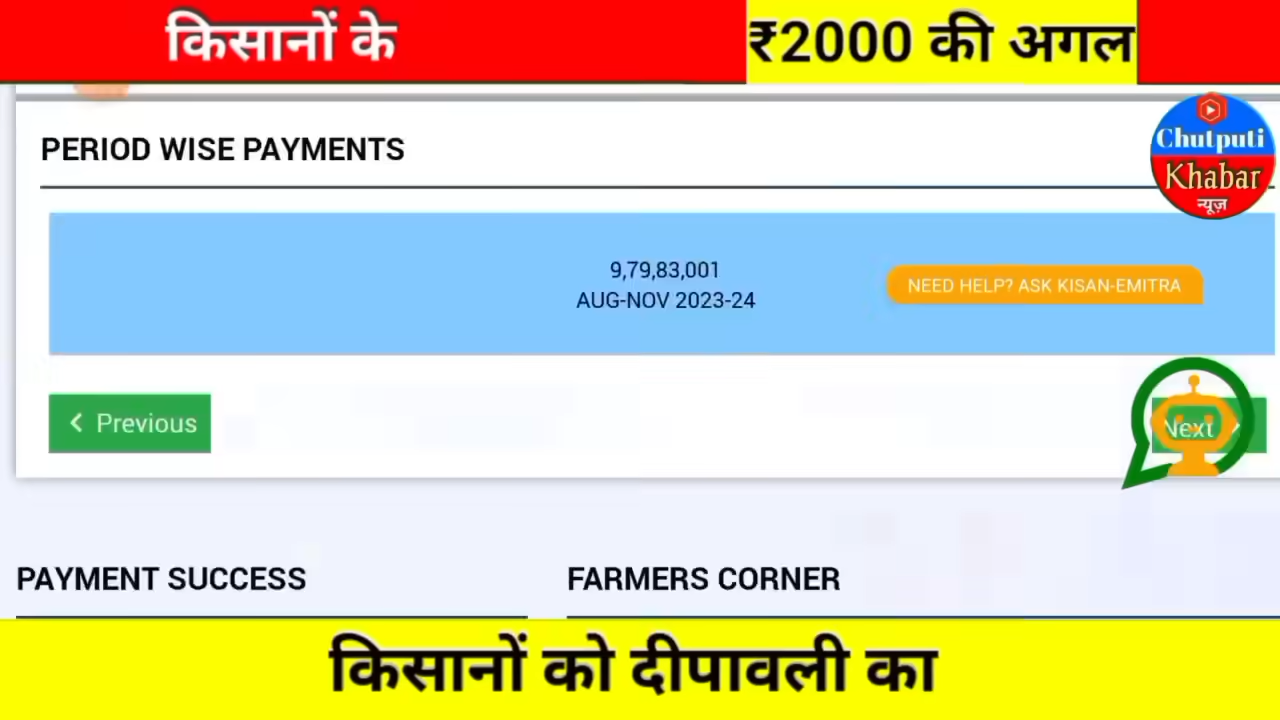 किसानों के
₹2000 की अगल
PERIOD WISE PAYMENTS
Chutputi
Khabar
न्यूज़
9,79,83,001
AUG-NOV 2023-24
NEED HELP? ASK KISAN-EMITRA
Previous
Next
PAYMENT SUCCESS
FARMERS CORNER
किसानों को दीपावली का